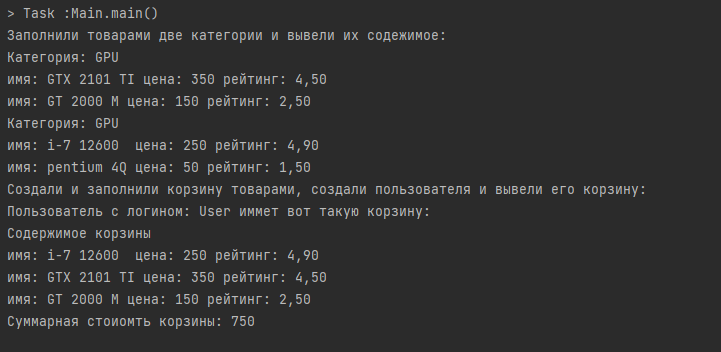 > Task :Main.main()
Заполнили товарами две категории и вывели их содежимое:
Категория: GPU
имя: GTX 2101 TI цена: 350 рейтинг: 4,50
имя: GT 2000 M цена: 150 рейтинг: 2,50
Категория: GPU
имя: i-7 12600  цена: 250 рейтинг: 4,90
имя: pentium 4Q цена: 50 рейтинг: 1,50
Создали и заполнили корзину товарами, создали пользователя и вывели его корзину:
Пользователь с логином: User иммет вот такую корзину:
Содержимое корзины
имя: i-7 12600  цена: 250 рейтинг: 4,90
имя: GTX 2101 TI цена: 350 рейтинг: 4,50
имя: GT 2000 M цена: 150 рейтинг: 2,50
Суммарная стоиомть корзины: 750